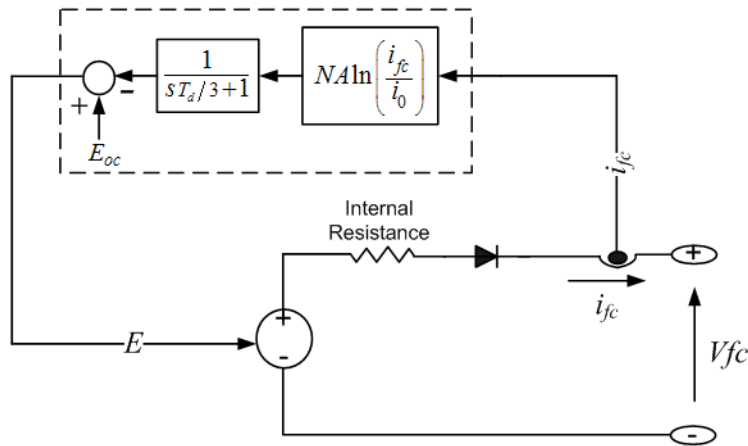 1
sT_d/3+1
NA ln(i_fc/i_0)
+ -
E_oc
i_fc
Internal
Resistance
+
i_fc
E
+
-
Vfc
-